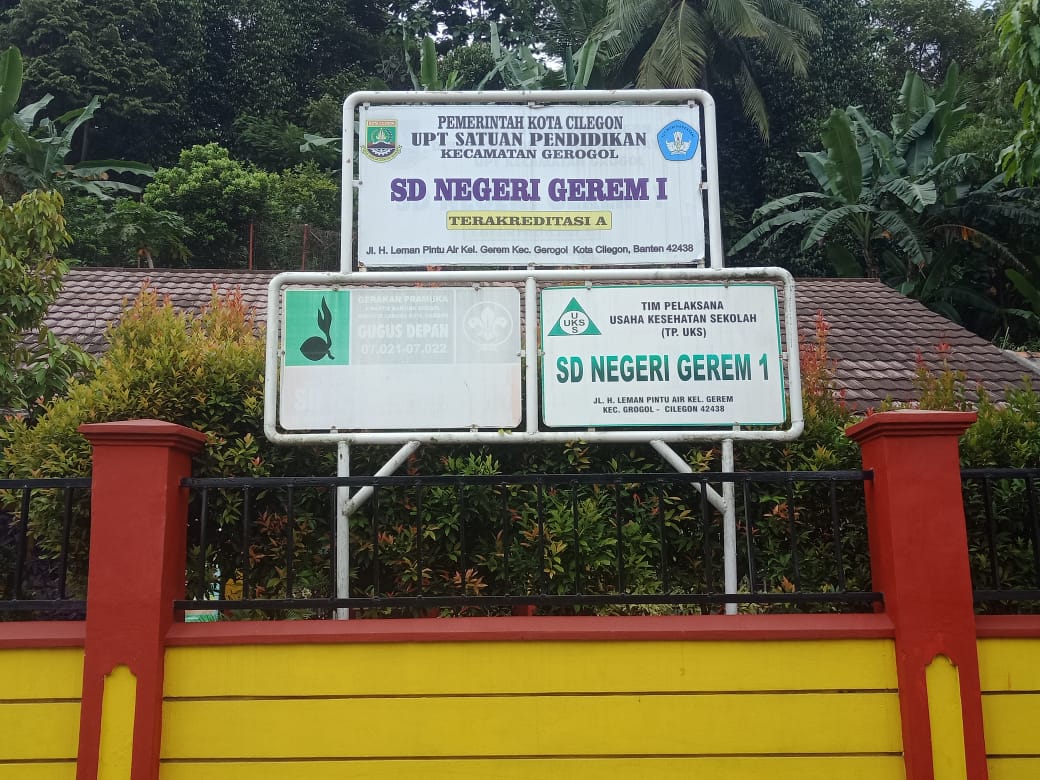 PEMERINTAH KOTA CILEGON
UPT SATUAN PENDIDIKAN
KECAMATAN GEROGOL
SD NEGERI GEREM I
TERAKREDITASI A
Jl. H. Leman Pintu Air Kel. Gerem Kec. Gerogol Kota Cilegon, Banten 42438
GERAKAN PRAMUKA
GUGUS DEPAN
07.021-07.022
U
UKS
S
TIM PELAKSANA
USAHA KESEHATAN SEKOLAH
(TP. UKS)
SD NEGERI GEREM 1
JL. H. LEMAN PINTU AIR KEL. GEREM
KEC. GROGOL - CILEGON 42438